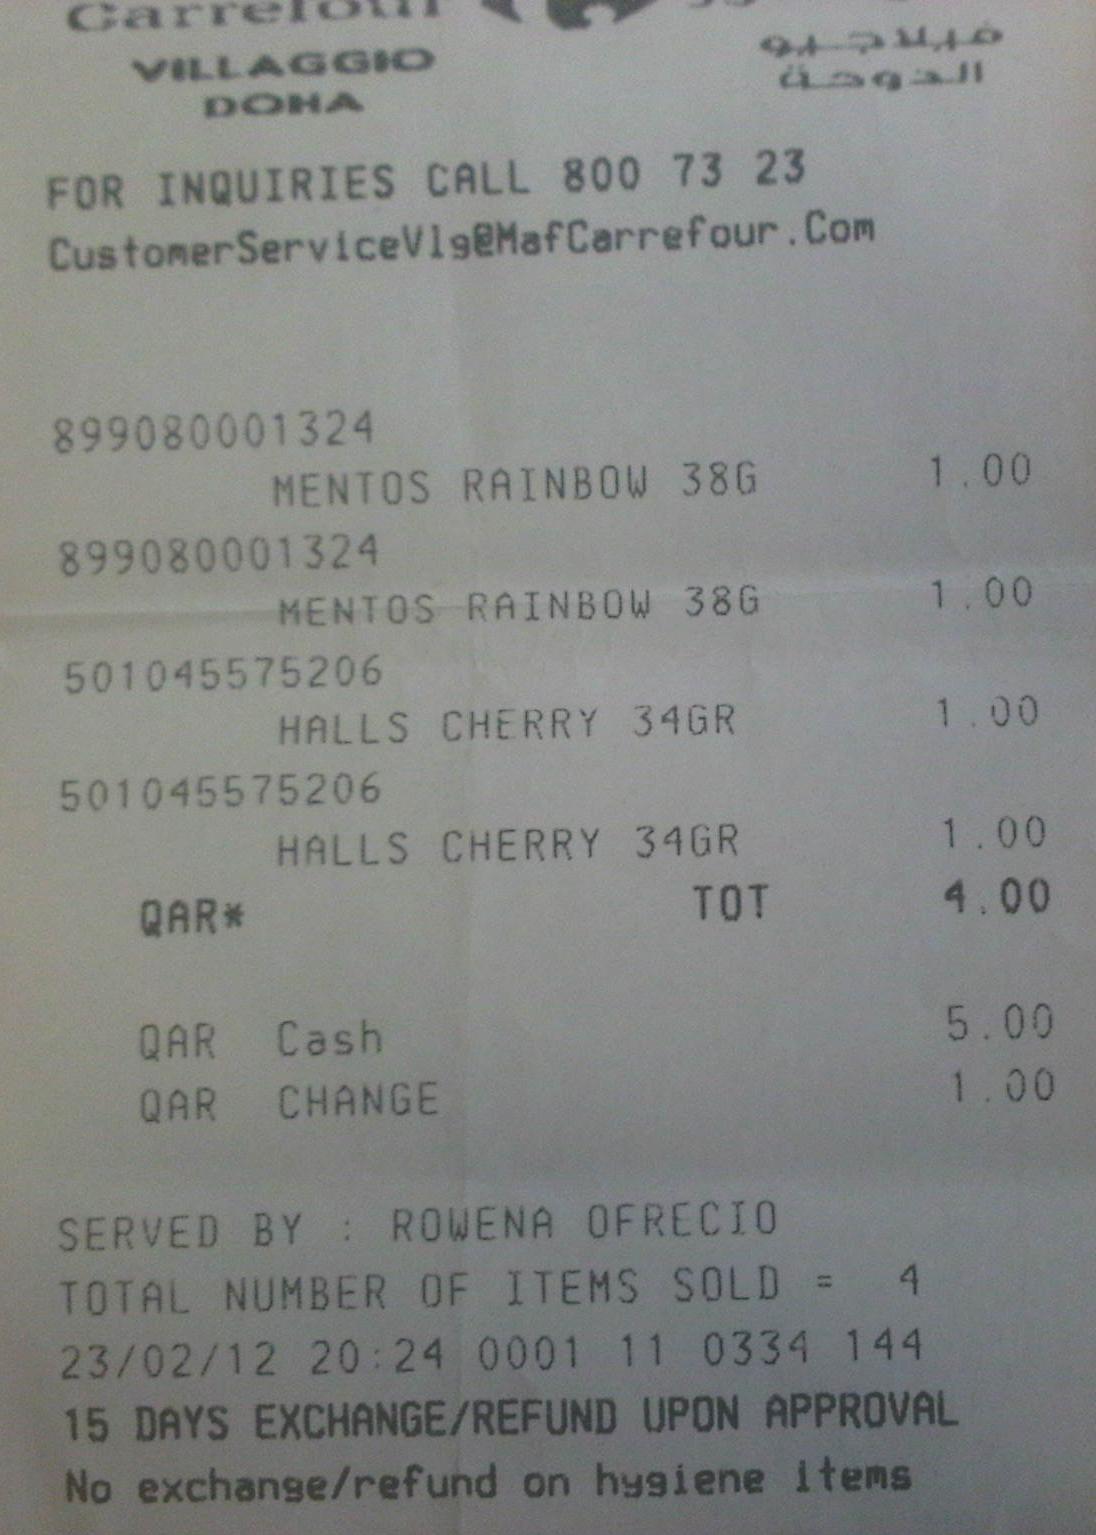 Carrefour
VILLAGGIO
DOHA
فيلاجيو
الدوحة
FOR INQUIRIES CALL 800 73 23
CustomerServiceVlg@MafCarrefour.Com
899080001324
MENTOS RAINBOW 38G 1.00
899080001324
MENTOS RAINBOW 38G 1.00
501045575206
HALLS CHERRY 34GR 1.00
501045575206
HALLS CHERRY 34GR 1.00
QAR* TOT 4.00
QAR Cash 5.00
QAR CHANGE 1.00
SERVED BY : ROWENA OFRECIO
TOTAL NUMBER OF ITEMS SOLD = 4
23/02/12 20:24 0001 11 0334 144
15 DAYS EXCHANGE/REFUND UPON APPROVAL
No exchange/refund on hygiene items